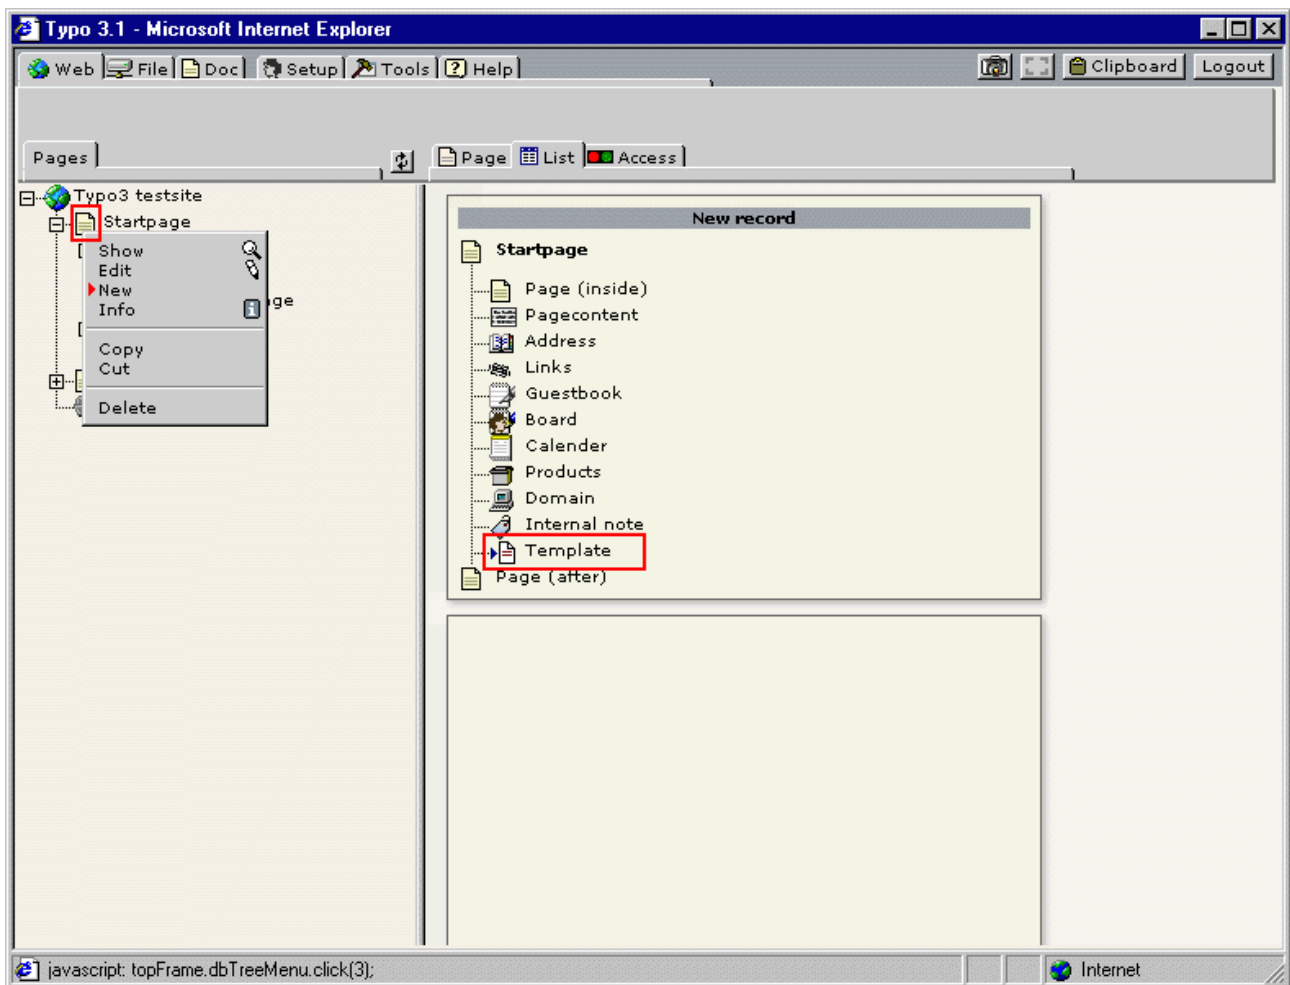 Typo 3.1 - Microsoft Internet Explorer
Web File Doc Setup Tools Help Clipboard Logout
Pages Page List Access
Typo3 testsite
Startpage
Show
Edit
New
Info
Copy
Cut
Delete
New record
Startpage
Page (inside)
Pagecontent
Address
Links
Guestbook
Board
Calender
Products
Domain
Internal note
Template
Page (after)
javascript: topFrame.dbTreeMenu.click(3); Internet